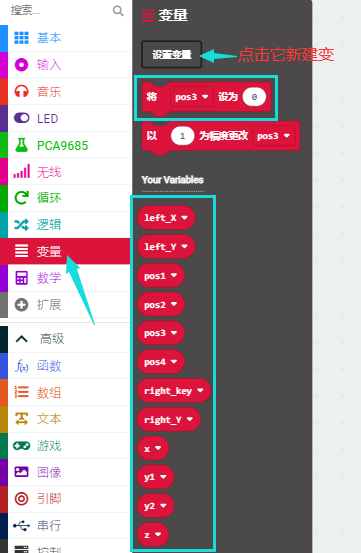 搜索...
基本
输入
音乐
LED
PCA9685
无线
循环
逻辑
变量
数学
扩展
高级
函数
数组
文本
游戏
图像
引脚
串行
控制
变量
设置变量
点击它新建变
将 pos3 设为 0
以 1 为幅度更改 pos3
Your Variables
left_X
left_Y
pos1
pos2
pos3
pos4
right_key
right_Y
x
y1
y2
z